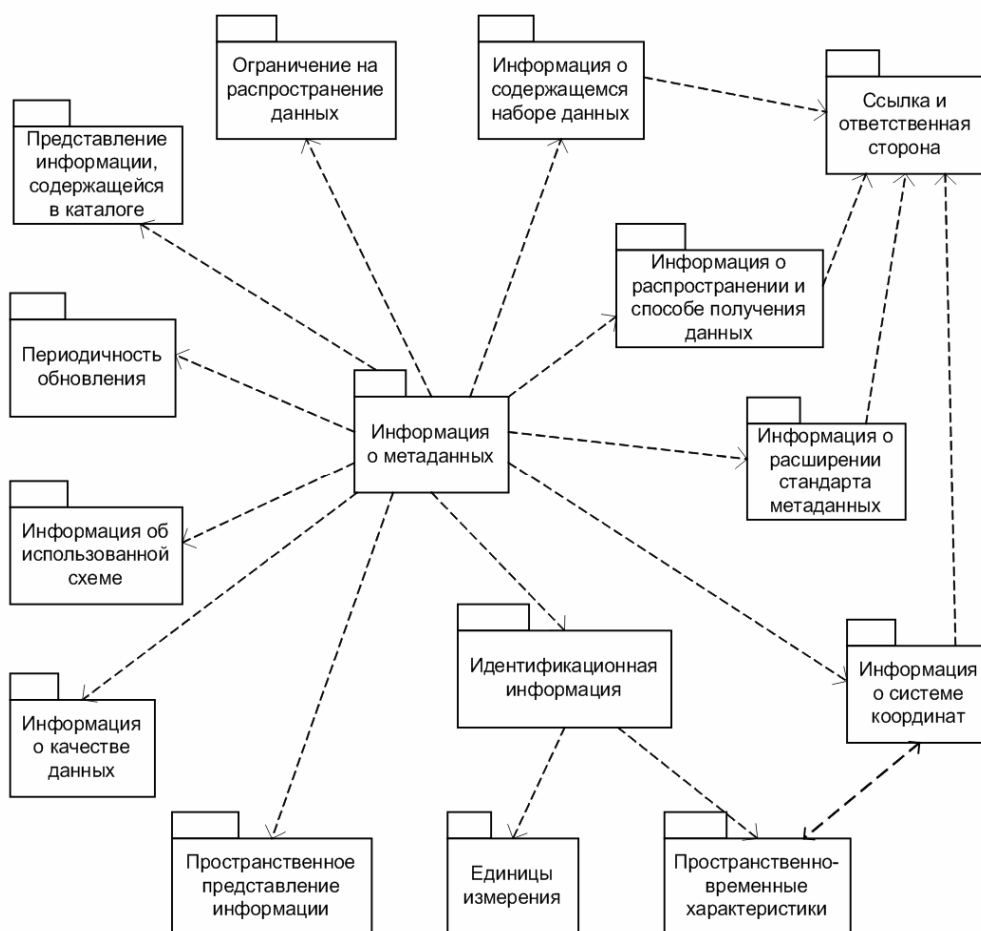 Ограничение на
распространение
данных
Информация о
содержащемся
наборе данных
Ссылка и
ответственная
сторона
Представление
информации,
содержащейся
в каталоге
Информация о
распространении и
способе получения
данных
Периодичность
обновления
Информация
о метаданных
Информация о
расширении
стандарта
метаданных
Информация об
использованной
схеме
Идентификационная
информация
Информация
о системе
координат
Информация
о качестве
данных
Пространственное
представление
информации
Единицы
измерения
Пространственно-
временные
характеристики